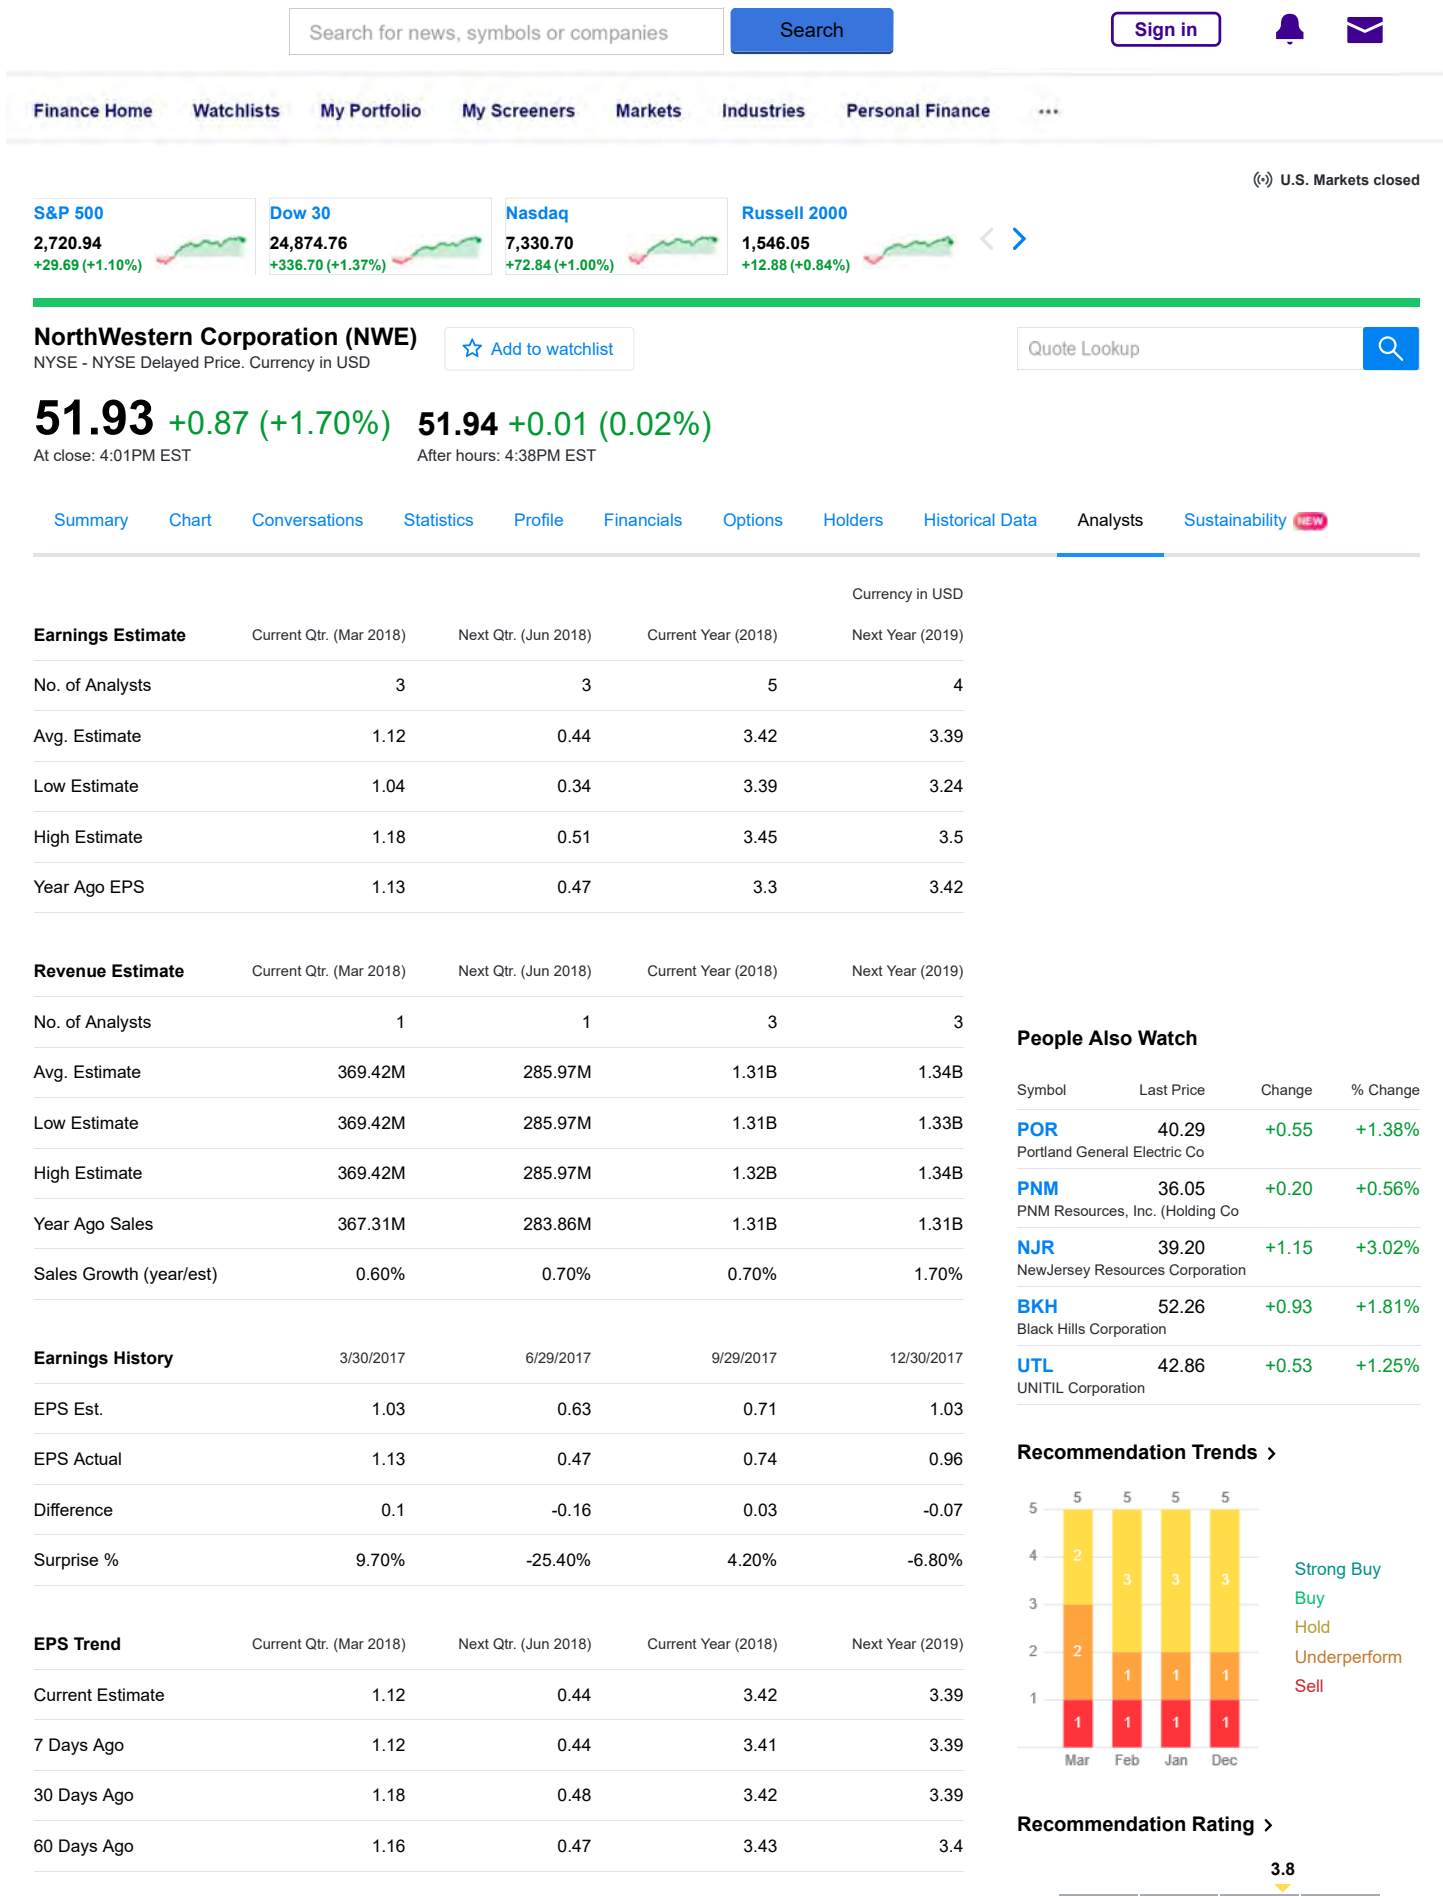 Search for news, symbols or companies Search Sign in
Finance Home Watchlists My Portfolio My Screeners Markets Industries Personal Finance ...
U.S. Markets closed
S&P 500 Dow 30 Nasdaq Russell 2000
2,720.94 24,874.76 7,330.70 1,546.05
+29.69 (+1.10%) +336.70 (+1.37%) +72.84 (+1.00%) +12.88 (+0.84%)
NorthWestern Corporation (NWE) Add to watchlist Quote Lookup
NYSE - NYSE Delayed Price. Currency in USD
51.93 +0.87 (+1.70%) 51.94 +0.01 (0.02%)
At close: 4:01PM EST After hours: 4:38PM EST
Summary Chart Conversations Statistics Profile Financials Options Holders Historical Data Analysts Sustainability NEW
Currency in USD
Earnings Estimate Current Qtr. (Mar 2018) Next Qtr. (Jun 2018) Current Year (2018) Next Year (2019)
No. of Analysts 3 3 5 4
Avg. Estimate 1.12 0.44 3.42 3.39
Low Estimate 1.04 0.34 3.39 3.24
High Estimate 1.18 0.51 3.45 3.5
Year Ago EPS 1.13 0.47 3.3 3.42
Revenue Estimate Current Qtr. (Mar 2018) Next Qtr. (Jun 2018) Current Year (2018) Next Year (2019)
No. of Analysts 1 1 3 3
Avg. Estimate 369.42M 285.97M 1.31B 1.34B
Low Estimate 369.42M 285.97M 1.31B 1.33B
High Estimate 369.42M 285.97M 1.32B 1.34B
Year Ago Sales 367.31M 283.86M 1.31B 1.31B
Sales Growth (year/est) 0.60% 0.70% 0.70% 1.70%
Earnings History 3/30/2017 6/29/2017 9/29/2017 12/30/2017
EPS Est. 1.03 0.63 0.71 1.03
EPS Actual 1.13 0.47 0.74 0.96
Difference 0.1 -0.16 0.03 -0.07
Surprise % 9.70% -25.40% 4.20% -6.80%
EPS Trend Current Qtr. (Mar 2018) Next Qtr. (Jun 2018) Current Year (2018) Next Year (2019)
Current Estimate 1.12 0.44 3.42 3.39
7 Days Ago 1.12 0.44 3.41 3.39
30 Days Ago 1.18 0.48 3.42 3.39
60 Days Ago 1.16 0.47 3.43 3.4
People Also Watch
Symbol Last Price Change % Change
POR 40.29 +0.55 +1.38%
Portland General Electric Co
PNM 36.05 +0.20 +0.56%
PNM Resources, Inc. (Holding Co
NJR 39.20 +1.15 +3.02%
NewJersey Resources Corporation
BKH 52.26 +0.93 +1.81%
Black Hills Corporation
UTL 42.86 +0.53 +1.25%
UNITIL Corporation
Recommendation Trends
5 5 5 5
5
4 2
3 3 3
3
2 2
1 1 1
1
1 1 1 1
Mar Feb Jan Dec
Strong Buy
Buy
Hold
Underperform
Sell
Recommendation Rating
3.8